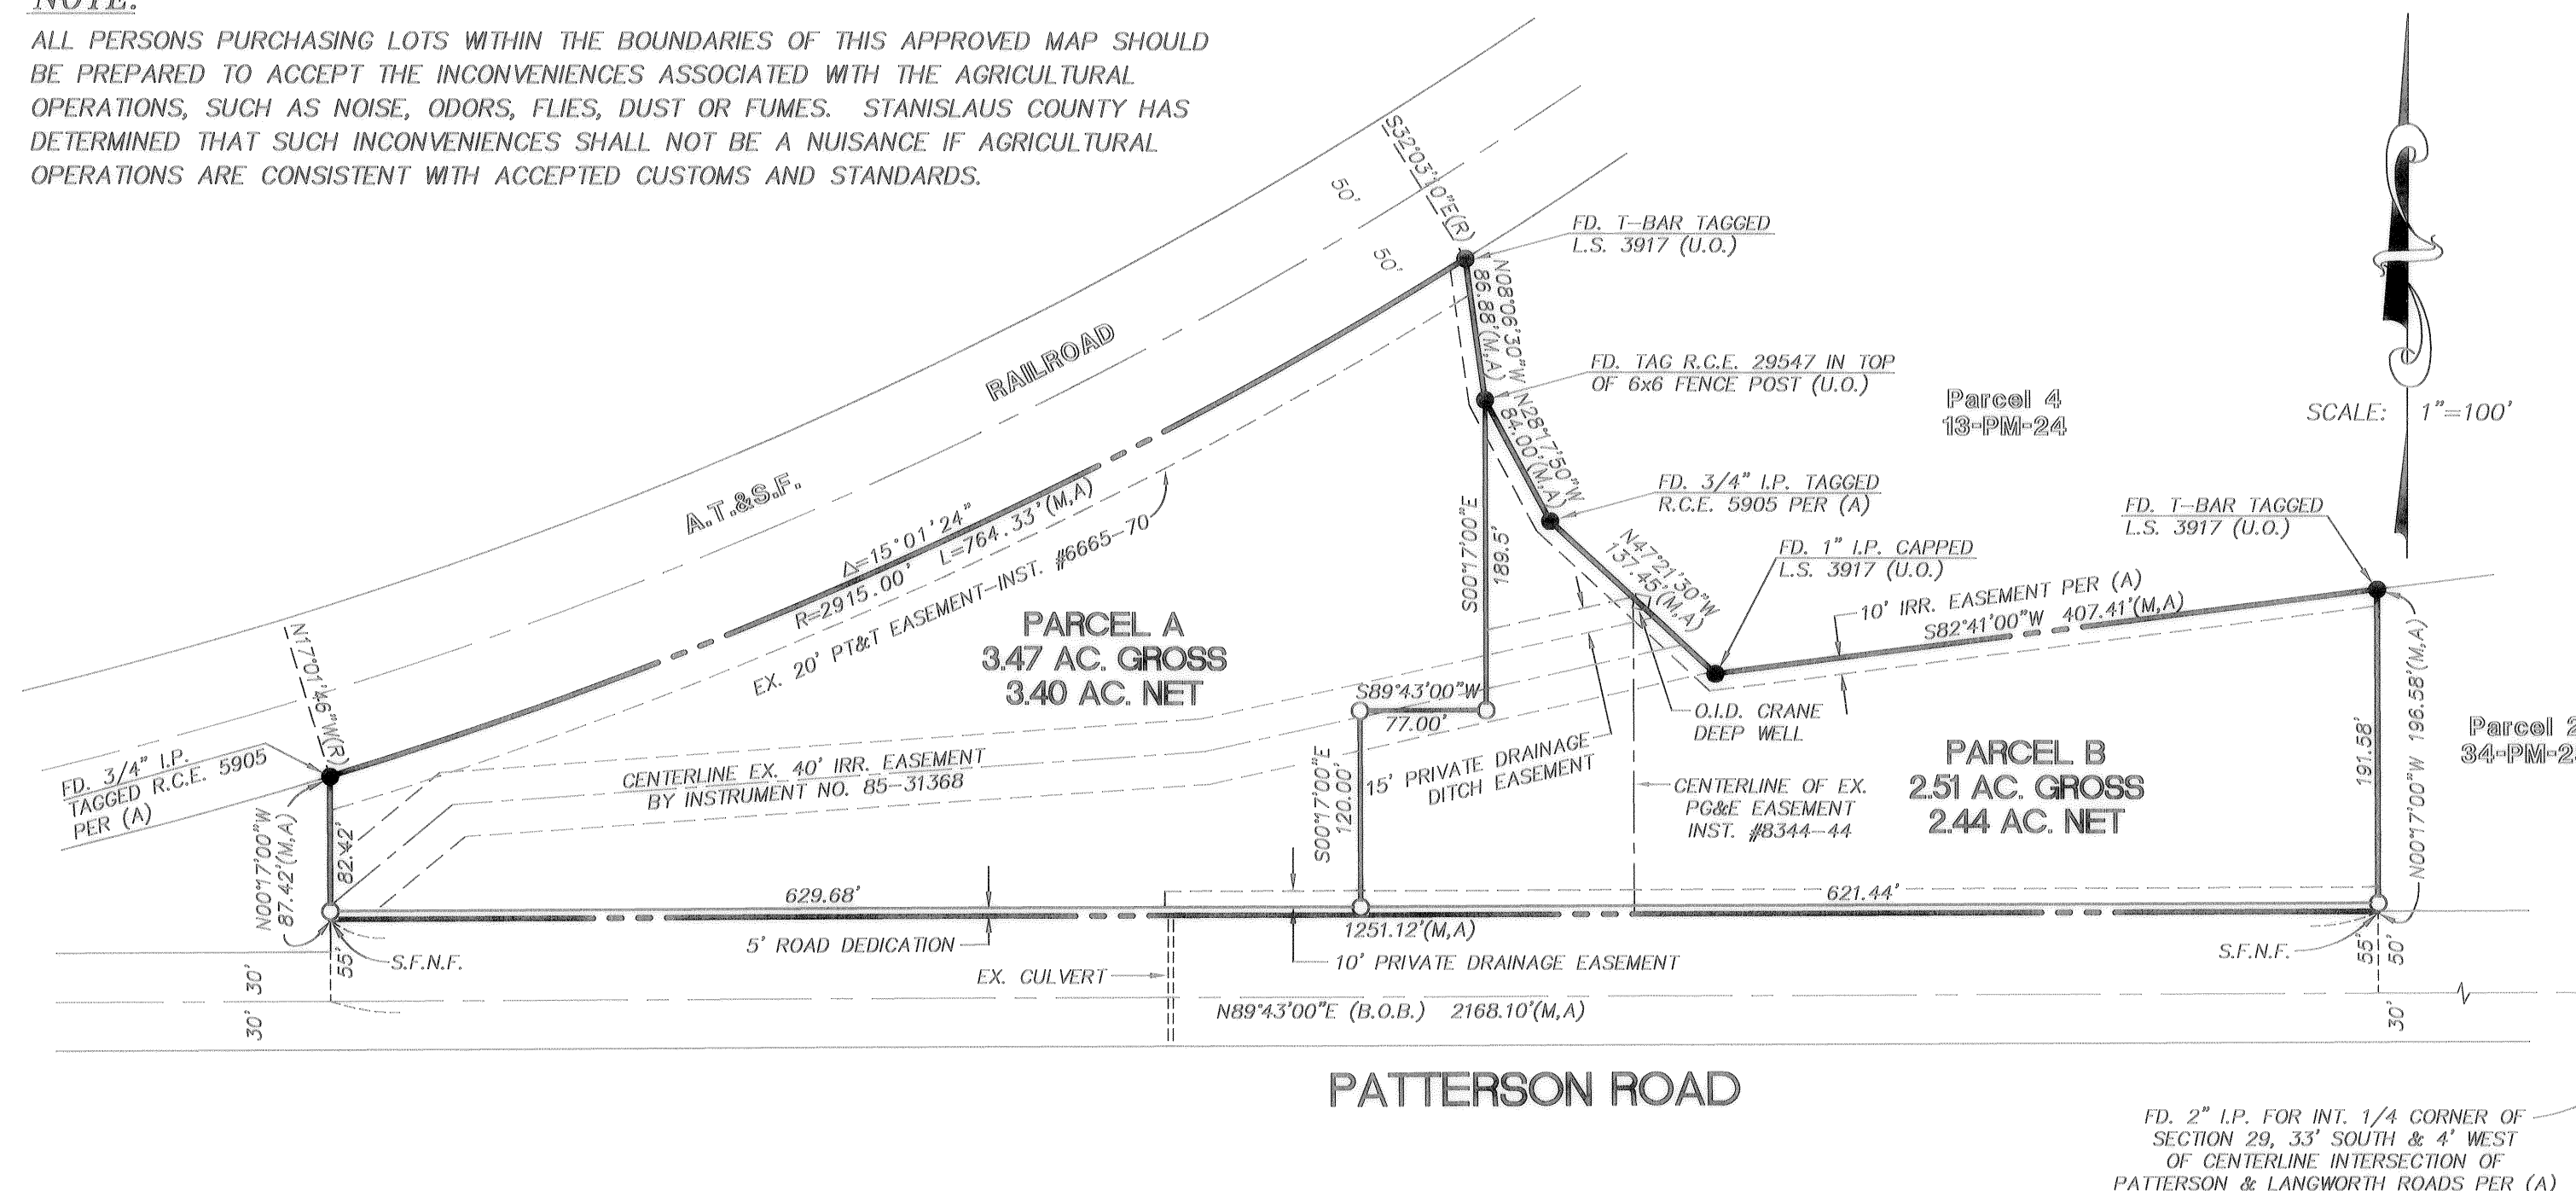 NOTE:
ALL PERSONS PURCHASING LOTS WITHIN THE BOUNDARIES OF THIS APPROVED MAP SHOULD
BE PREPARED TO ACCEPT THE INCONVENIENCES ASSOCIATED WITH THE AGRICULTURAL
OPERATIONS, SUCH AS NOISE, ODORS, FLIES, DUST OR FUMES. STANISLAUS COUNTY HAS
DETERMINED THAT SUCH INCONVENIENCES SHALL NOT BE A NUISANCE IF AGRICULTURAL
OPERATIONS ARE CONSISTENT WITH ACCEPTED CUSTOMS AND STANDARDS.
S32°03'10"E(R)
50'
50'
FD. T-BAR TAGGED
L.S. 3917 (U.O.)
N08°06'30"W
86.88'(M,A)
RAILROAD
A.T.&S.F.
FD. TAG R.C.E. 29547 IN TOP
OF 6x6 FENCE POST (U.O.)
Parcel 4
13-PM-24
SCALE: 1"=100'
N28°17'50"W
84.00'(M,A)
FD. 3/4" I.P. TAGGED
R.C.E. 5905 PER (A)
FD. T-BAR TAGGED
L.S. 3917 (U.O.)
Δ=15°01'24"
R=2915.00' L=764.33'(M,A)
EX. 20' PT&T EASEMENT-INST. #6665-70
S00°17'00"E
189.5'
N47°21'30"W
137.45'(M,A)
FD. 1" I.P. CAPPED
L.S. 3917 (U.O.)
10' IRR. EASEMENT PER (A)
S82°41'00"W 407.41'(M,A)
PARCEL A
3.47 AC. GROSS
3.40 AC. NET
N17°01'46"W(R)
S89°43'00"W
77.00'
O.I.D. CRANE
DEEP WELL
N00°17'00"W 196.58'(M,A)
191.58'
Parcel 2
34-PM-2
FD. 3/4" I.P.
TAGGED R.C.E. 5905
PER (A)
CENTERLINE EX. 40' IRR. EASEMENT
BY INSTRUMENT NO. 85-31368
S00°17'00"E
120.00'
15' PRIVATE DRAINAGE
DITCH EASEMENT
CENTERLINE OF EX.
PG&E EASEMENT
INST. #8344-44
PARCEL B
2.51 AC. GROSS
2.44 AC. NET
N00°17'00"W
87.42'(M,A)
82.42'
629.68'
621.44'
5' ROAD DEDICATION
1251.12'(M,A)
S.F.N.F.
55'
30'
30'
EX. CULVERT
10' PRIVATE DRAINAGE EASEMENT
S.F.N.F.
55'
50'
30'
N89°43'00"E (B.O.B.) 2168.10'(M,A)
PATTERSON ROAD
FD. 2" I.P. FOR INT. 1/4 CORNER OF
SECTION 29, 33' SOUTH & 4' WEST
OF CENTERLINE INTERSECTION OF
PATTERSON & LANGWORTH ROADS PER (A)